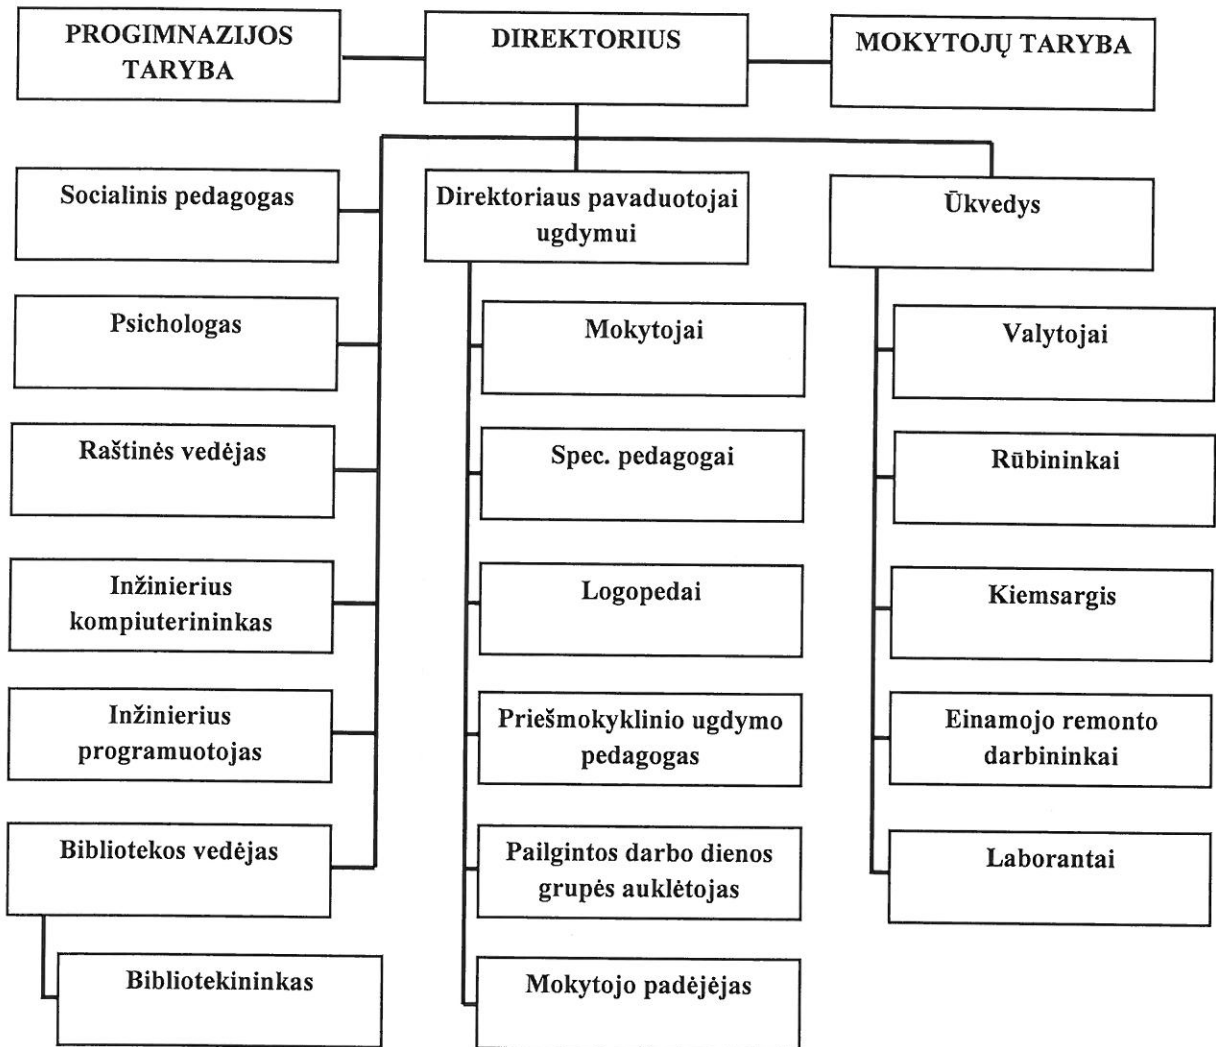 PROGIMNAZIJOS
TARYBA
DIREKTORIUS
MOKYTOJŲ TARYBA
Socialinis pedagogas
Psichologas
Raštinės vedėjas
Inžinierius
kompiuterininkas
Inžinierius
programuotojas
Bibliotekos vedėjas
Bibliotekininkas
Direktoriaus pavaduotojai
ugdymui
Mokytojai
Spec. pedagogai
Logopedai
Priešmokyklinio ugdymo
pedagogas
Pailgintos darbo dienos
grupės auklėtojas
Mokytojo padėjėjas
Ūkvedys
Valytojai
Rūbininkai
Kiemsargis
Einamojo remonto
darbininkai
Laborantai